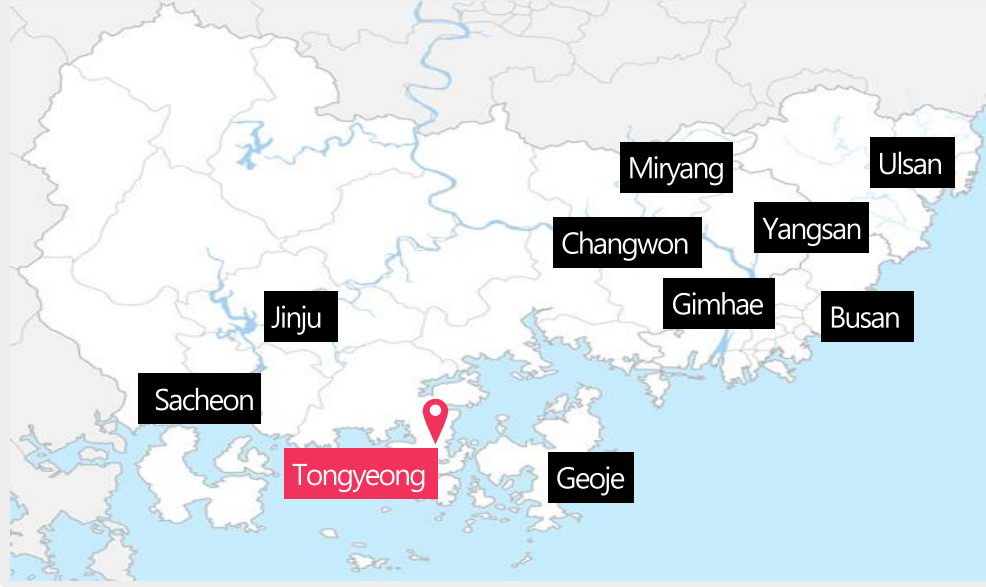 Miryang
Ulsan
Changwon
Yangsan
Gimhae
Jinju
Busan
Sacheon
Tongyeong
Geoje